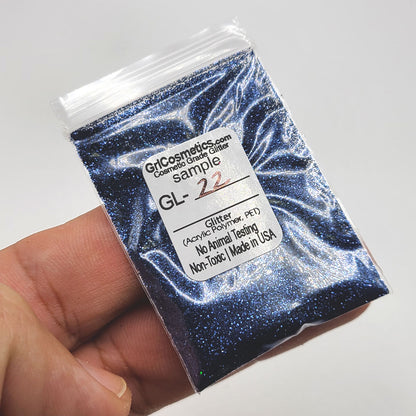 GrlCosmetics.com
Cosmetic Grade Glitter
sample
GL- 22
Glitter
(Acrylic Polymer, PET)
No Animal Testing
Non-Toxic | Made in USA